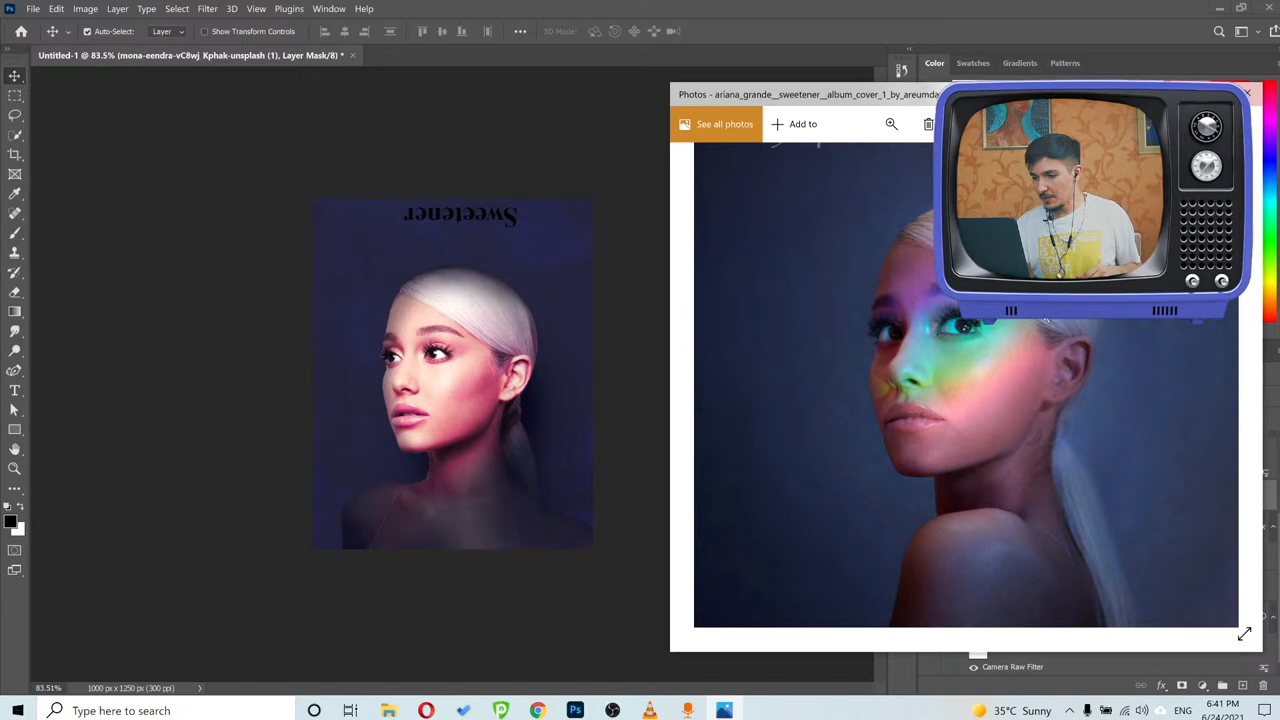 File Edit Image Layer Type Select Filter 3D View Plugins Window Help
Auto-Select: Layer Show Transform Controls 3D Mode:
Untitled-1 @ 83.5% (mona-eendra-vC8wj Kphak-unsplash (1), Layer Mask/8) *
Color Swatches Gradients Patterns
Photos - ariana_grande__sweetener__album_cover_1_by_areumda
See all photos Add to
Sweetener
Camera Raw Filter
83.51% 1000 px x 1250 px (300 ppi)
Type here to search
35°C Sunny ENG
6:41 PM